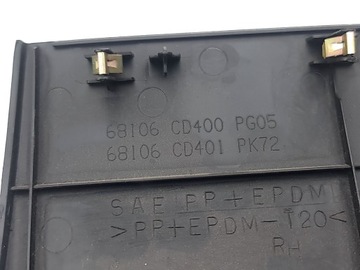 68106 CD400 PG05
68106 CD401 PK72
SAE PP+EPDM
>PP+EPDM-T20<
RH